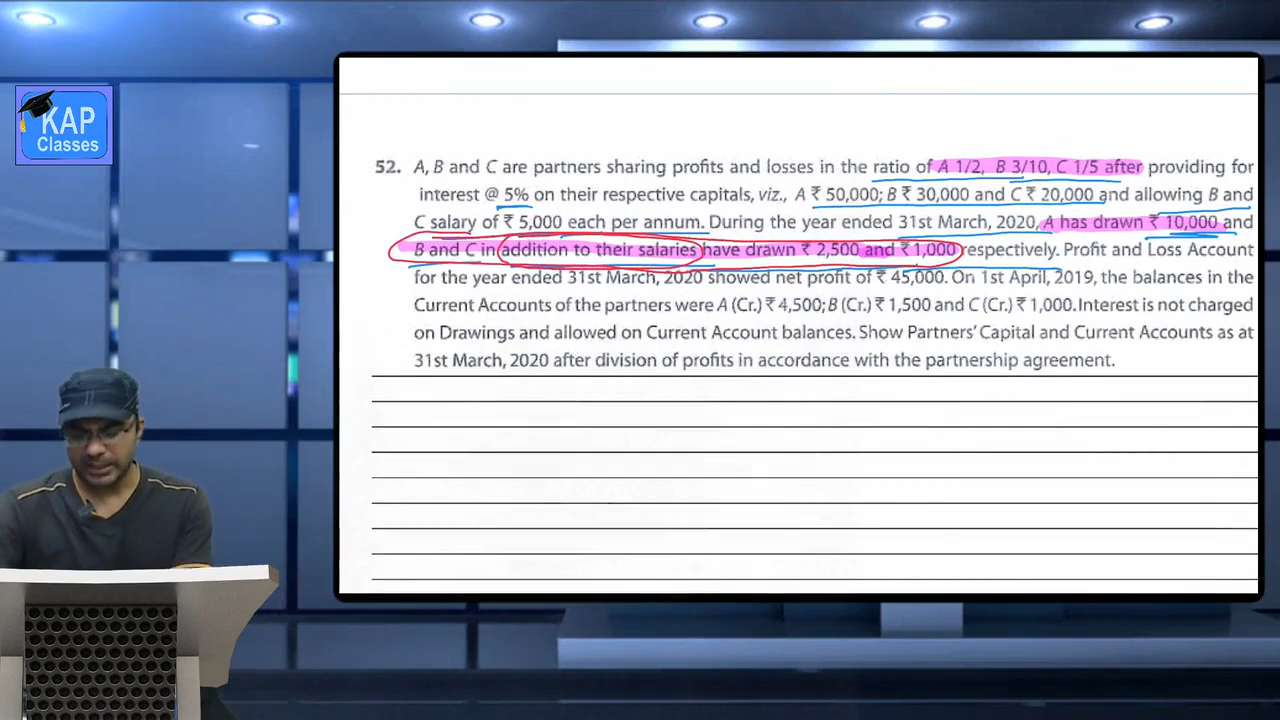 KAP
Classes
52. A, B and C are partners sharing profits and losses in the ratio of A 1/2, B 3/10, C 1/5 after providing for
interest @ 5% on their respective capitals, viz., A ₹ 50,000; B ₹ 30,000 and C ₹ 20,000 and allowing B and
C salary of ₹ 5,000 each per annum. During the year ended 31st March, 2020, A has drawn ₹ 10,000 and
B and C in addition to their salaries have drawn ₹ 2,500 and ₹ 1,000 respectively. Profit and Loss Account
for the year ended 31st March, 2020 showed net profit of ₹ 45,000. On 1st April, 2019, the balances in the
Current Accounts of the partners were A (Cr.) ₹ 4,500; B (Cr.) ₹ 1,500 and C (Cr.) ₹ 1,000. Interest is not charged
on Drawings and allowed on Current Account balances. Show Partners' Capital and Current Accounts as at
31st March, 2020 after division of profits in accordance with the partnership agreement.